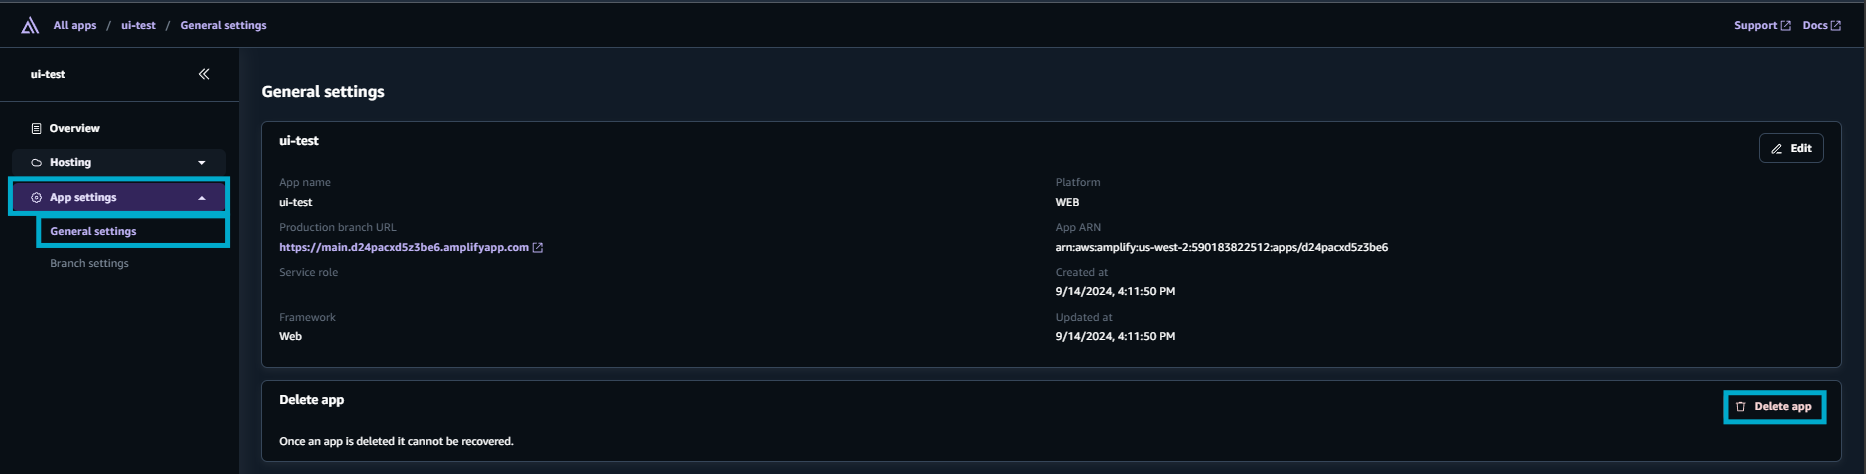 All apps / ui-test / General settings
Support Docs
ui-test
Overview
Hosting
App settings
General settings
Branch settings
General settings
ui-test
Edit
App name
ui-test
Platform
WEB
Production branch URL
https://main.d24pacxd5z3be6.amplifyapp.com
App ARN
arn:aws:amplify:us-west-2:590183822512:apps/d24pacxd5z3be6
Service role
Created at
9/14/2024, 4:11:50 PM
Framework
Web
Updated at
9/14/2024, 4:11:50 PM
Delete app
Delete app
Once an app is deleted it cannot be recovered.